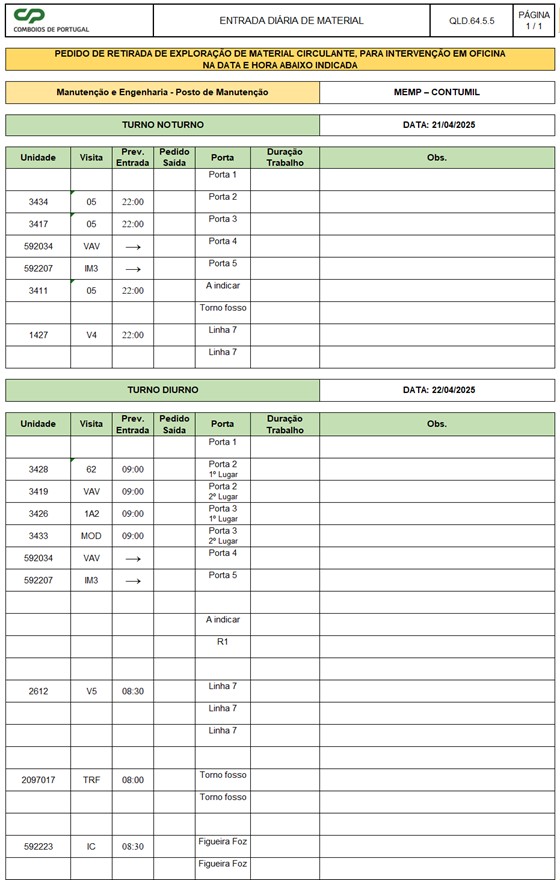 CP
COMBOIOS DE PORTUGAL
ENTRADA DIÁRIA DE MATERIAL
QLD.64.5.5
PÁGINA
1 / 1
PEDIDO DE RETIRADA DE EXPLORAÇÃO DE MATERIAL CIRCULANTE, PARA INTERVENÇÃO EM OFICINA
NA DATA E HORA ABAIXO INDICADA
Manutenção e Engenharia - Posto de Manutenção MEMP – CONTUMIL
TURNO NOTURNO DATA: 21/04/2025
Unidade Visita Prev. Entrada Pedido Saída Porta Duração Trabalho Obs.
Porta 1
3434 05 22:00 Porta 2
3417 05 22:00 Porta 3
592034 VAV → Porta 4
592207 IM3 → Porta 5
3411 05 22:00 A indicar
Torno fosso
1427 V4 22:00 Linha 7
Linha 7
TURNO DIURNO DATA: 22/04/2025
Unidade Visita Prev. Entrada Pedido Saída Porta Duração Trabalho Obs.
Porta 1
3428 62 09:00 Porta 2 1º Lugar
3419 VAV 09:00 Porta 2 2º Lugar
3426 1A2 09:00 Porta 3 1º Lugar
3433 MOD 09:00 Porta 3 2º Lugar
592034 VAV → Porta 4
592207 IM3 → Porta 5
A indicar
R1
2612 V5 08:30 Linha 7
Linha 7
Linha 7
2097017 TRF 08:00 Torno fosso
Torno fosso
592223 IC 08:30 Figueira Foz
Figueira Foz